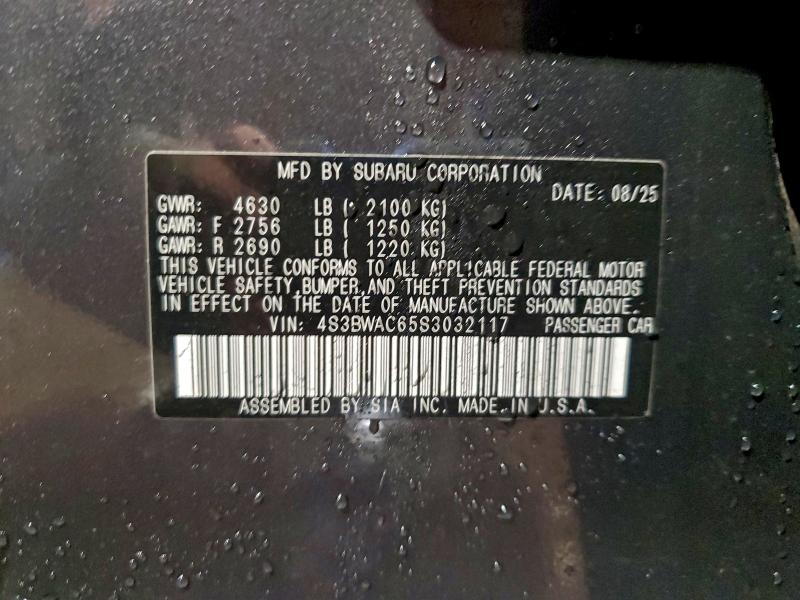 MFD BY SUBARU CORPORATION
DATE: 08/25
GVWR: 4630 LB ( 2100 KG)
GAWR: F 2756 LB ( 1250 KG)
GAWR: R 2690 LB ( 1220 KG)
THIS VEHICLE CONFORMS TO ALL APPLICABLE FEDERAL MOTOR
VEHICLE SAFETY, BUMPER, AND THEFT PREVENTION STANDARDS
IN EFFECT ON THE DATE OF MANUFACTURE SHOWN ABOVE.
VIN: 4S3BWAC65S3032117 PASSENGER CAR
ASSEMBLED BY SIA INC. MADE IN U.S.A.